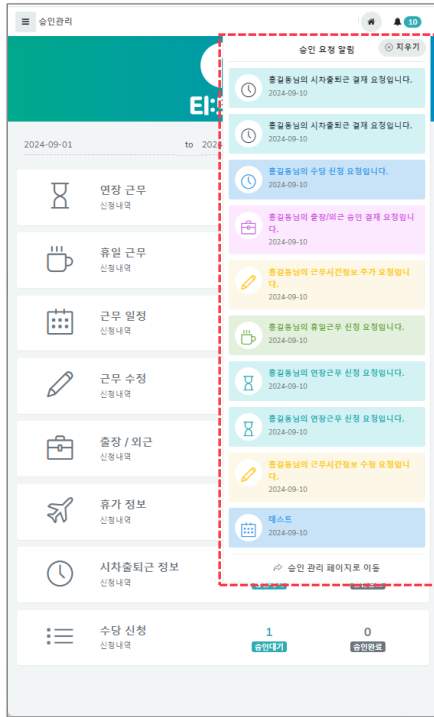 승인관리
10
승인 요청 알림
지우기
홍길동님의 시차출퇴근 결재 요청입니다.
2024-09-10
홍길동님의 시차출퇴근 결재 요청입니다.
2024-09-10
홍길동님의 수당 신청 요청입니다.
2024-09-10
홍길동님의 출장/외근 승인 결재 요청입니
다.
2024-09-10
홍길동님의 근무시간정보 추가 요청입니
다.
2024-09-10
홍길동님의 휴일근무 신청 요청입니다.
2024-09-10
홍길동님의 연장근무 신청 요청입니다.
2024-09-10
홍길동님의 연장근무 신청 요청입니다.
2024-09-10
홍길동님의 근무시간정보 수정 요청입니
다.
2024-09-10
테스트
2024-09-10
승인 관리 페이지로 이동
2024-09-01 to
연장 근무
신청내역
휴일 근무
신청내역
근무 일정
신청내역
근무 수정
신청내역
출장 / 외근
신청내역
휴가 정보
신청내역
시차출퇴근 정보
신청내역
수당 신청
신청내역
1 0
승인대기 승인완료